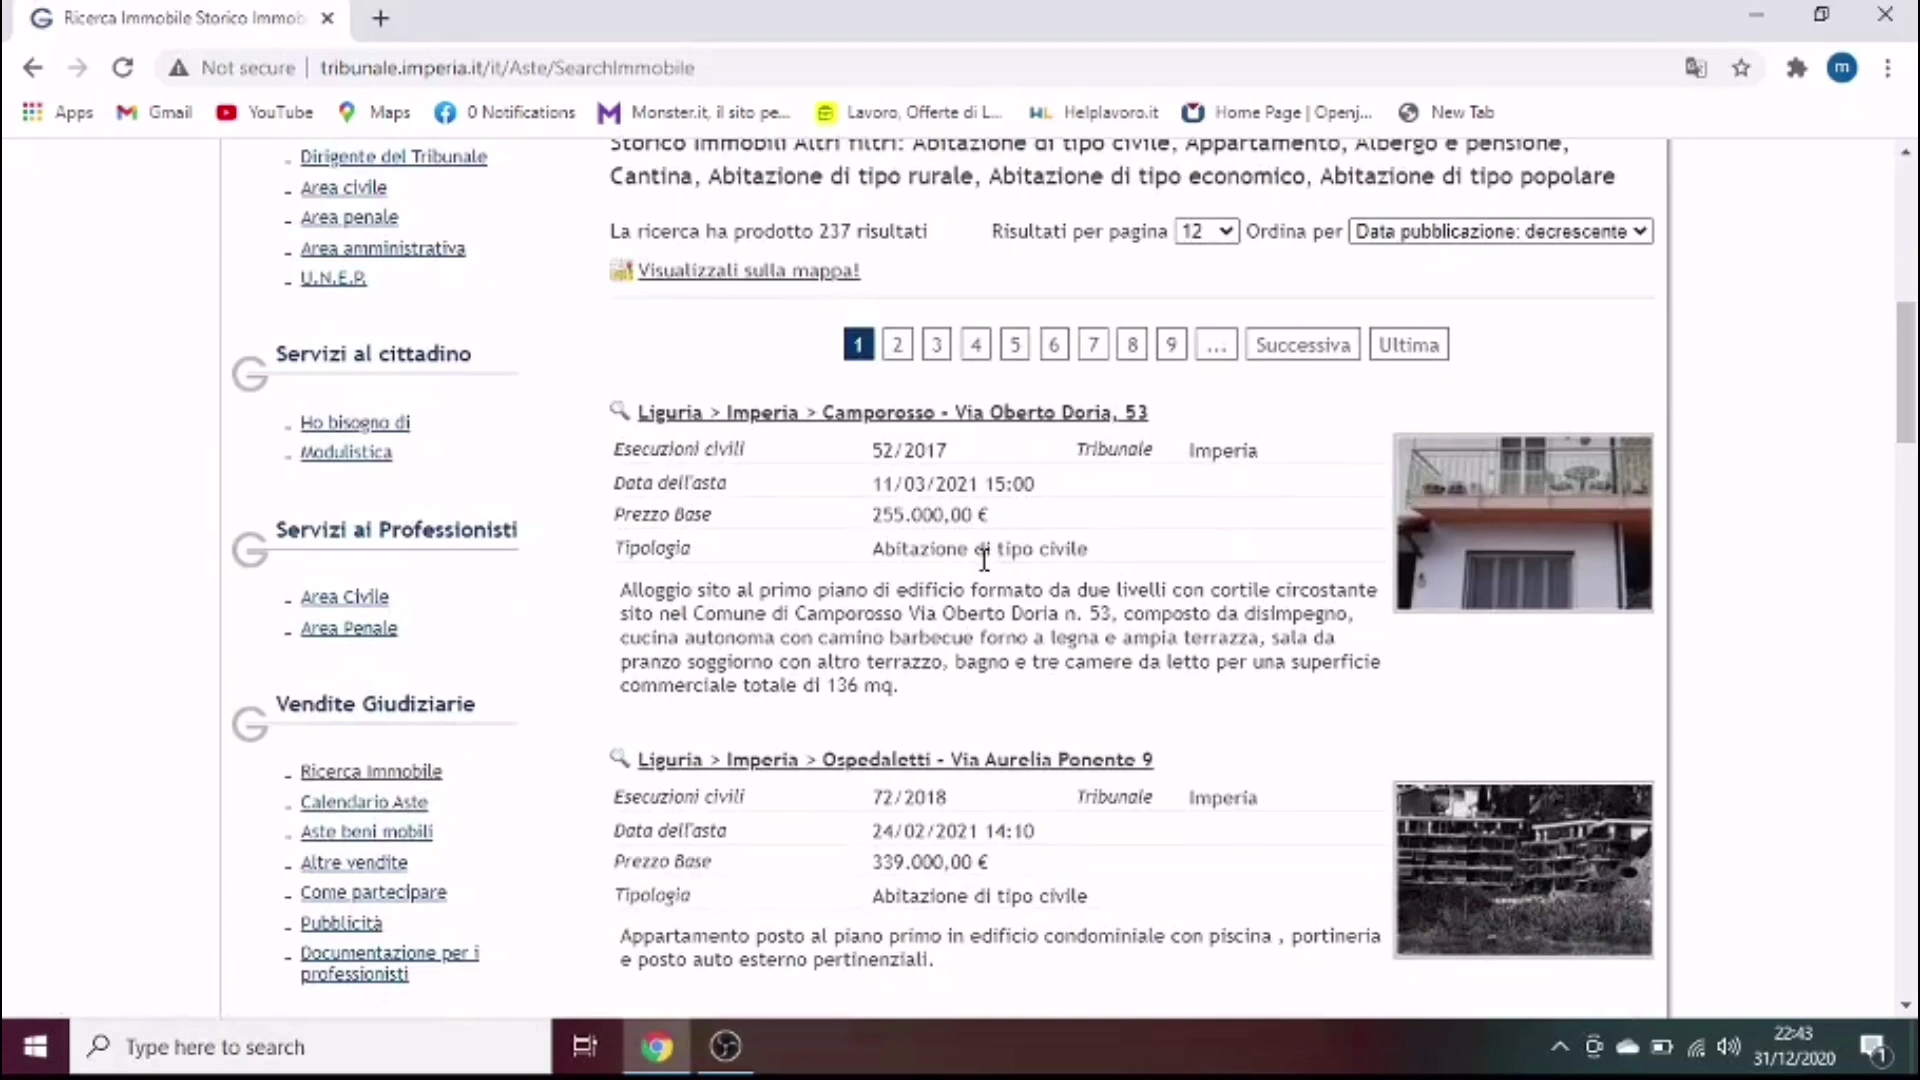 Ricerca Immobile Storico Immob
Not secure
tribunale.imperia.it/it/Aste/SearchImmobile
m
Apps
Gmail
YouTube
Maps
0 Notifications
Monster.it, il sito pe...
Lavoro, Offerte di L...
Helplavoro.it
Home Page | Openj...
New Tab
Dirigente del Tribunale
Area civile
Area penale
Area amministrativa
U.N.E.P.
Servizi al cittadino
Ho bisogno di
Modulistica
Servizi ai Professionisti
Area Civile
Area Penale
Vendite Giudiziarie
Ricerca Immobile
Calendario Aste
Aste beni mobili
Altre vendite
Come partecipare
Pubblicità
Documentazione per i
professionisti
Storico Immobili Altri filtri: Abitazione di tipo civile, Appartamento, Albergo e pensione,
Cantina, Abitazione di tipo rurale, Abitazione di tipo economico, Abitazione di tipo popolare
La ricerca ha prodotto 237 risultati
Risultati per pagina 12 Ordina per Data pubblicazione: decrescente
Visualizzali sulla mappa!
1 2 3 4 5 6 7 8 9 ... Successiva Ultima
Liguria > Imperia > Camporosso - Via Oberto Doria, 53
Esecuzioni civili 52/2017 Tribunale Imperia
Data dell'asta 11/03/2021 15:00
Prezzo Base 255.000,00 €
Tipologia Abitazione di tipo civile
Alloggio sito al primo piano di edificio formato da due livelli con cortile circostante
sito nel Comune di Camporosso Via Oberto Doria n. 53, composto da disimpegno,
cucina autonoma con camino barbecue forno a legna e ampia terrazza, sala da
pranzo soggiorno con altro terrazzo, bagno e tre camere da letto per una superficie
commerciale totale di 136 mq.
Liguria > Imperia > Ospedaletti - Via Aurelia Ponente 9
Esecuzioni civili 72/2018 Tribunale Imperia
Data dell'asta 24/02/2021 14:10
Prezzo Base 339.000,00 €
Tipologia Abitazione di tipo civile
Appartamento posto al piano primo in edificio condominiale con piscina , portineria
e posto auto esterno pertinenziali.
Type here to search
22:43
31/12/2020
1